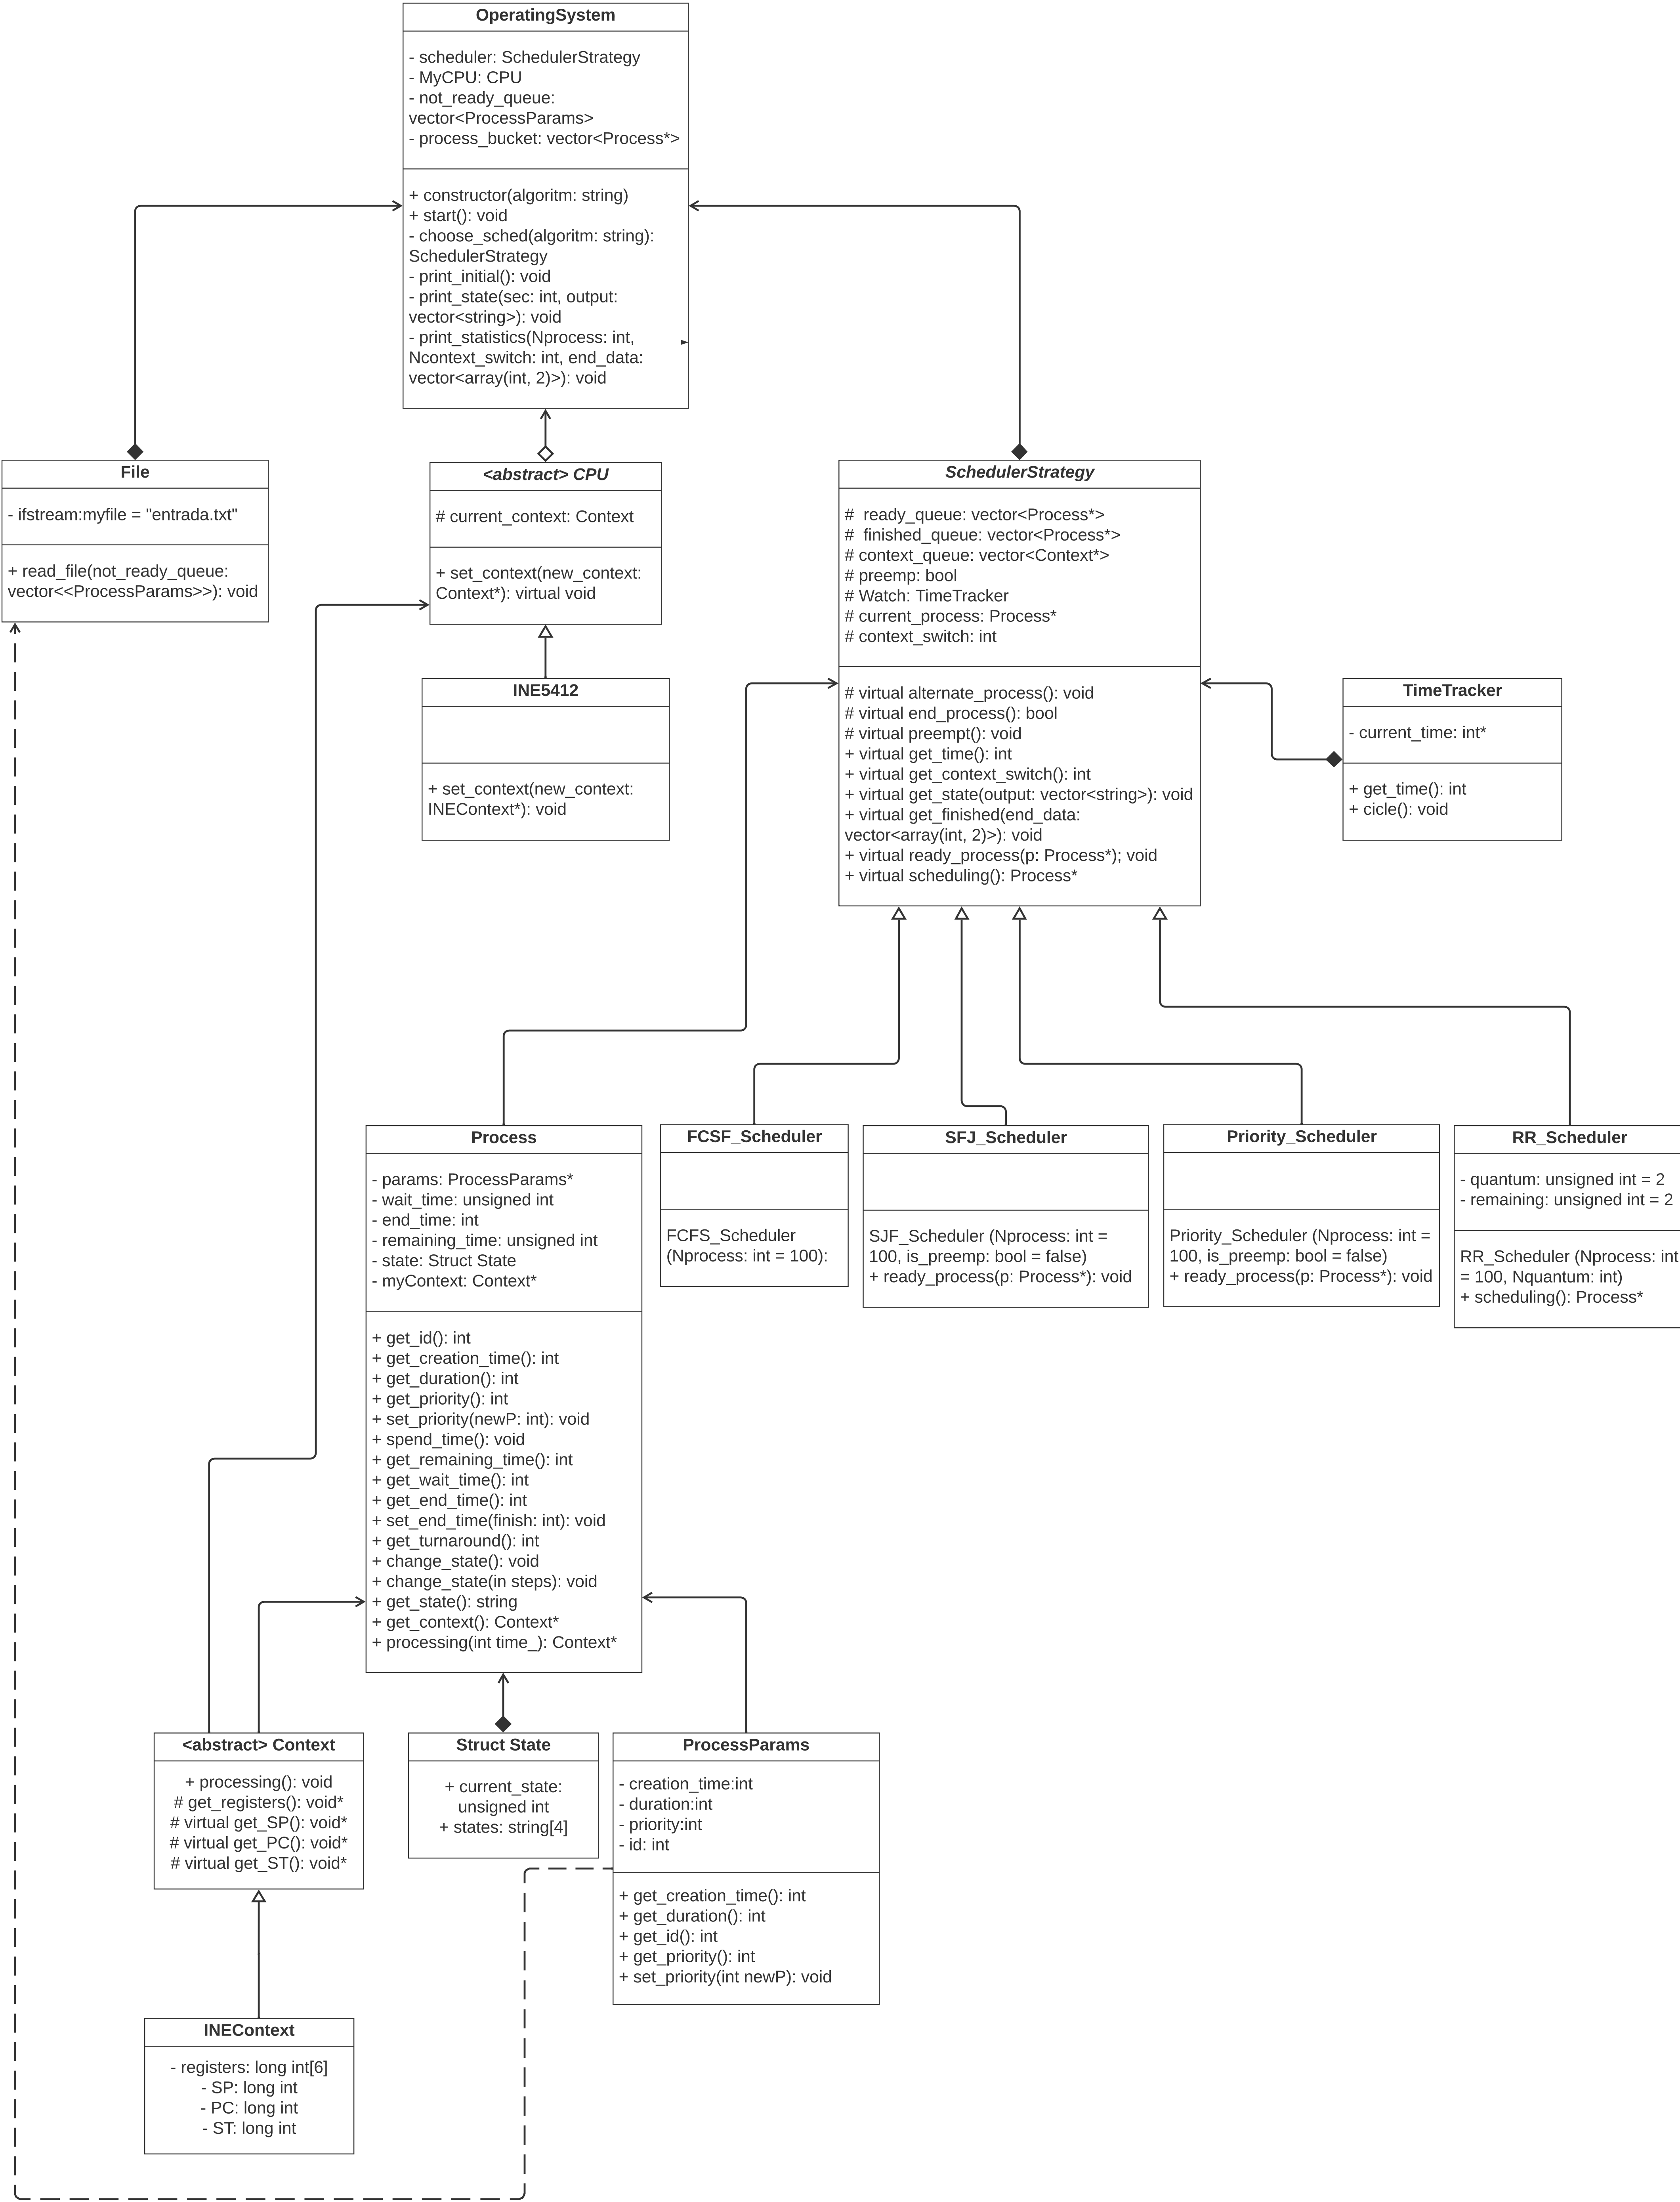 OperatingSystem
- scheduler: SchedulerStrategy
- MyCPU: CPU
- not_ready_queue:
vector<ProcessParams>
- process_bucket: vector<Process*>
+ constructor(algoritm: string)
+ start(): void
- choose_sched(algoritm: string):
SchedulerStrategy
- print_initial(): void
- print_state(sec: int, output:
vector<string>): void
- print_statistics(Nprocess: int,
Ncontext_switch: int, end_data:
vector<array(int, 2)>): void
File
- ifstream:myfile = "entrada.txt"
+ read_file(not_ready_queue:
vector<<ProcessParams>>): void
<abstract> CPU
# current_context: Context
+ set_context(new_context:
Context*): virtual void
SchedulerStrategy
# ready_queue: vector<Process*>
# finished_queue: vector<Process*>
# context_queue: vector<Context*>
# preemp: bool
# Watch: TimeTracker
# current_process: Process*
# context_switch: int
# virtual alternate_process(): void
# virtual end_process(): bool
# virtual preempt(): void
+ virtual get_time(): int
+ virtual get_context_switch(): int
+ virtual get_state(output: vector<string>): void
+ virtual get_finished(end_data:
vector<array(int, 2)>): void
+ virtual ready_process(p: Process*); void
+ virtual scheduling(): Process*
INE5412
+ set_context(new_context:
INEContext*): void
TimeTracker
- current_time: int*
+ get_time(): int
+ cicle(): void
Process
- params: ProcessParams*
- wait_time: unsigned int
- end_time: int
- remaining_time: unsigned int
- state: Struct State
- myContext: Context*
+ get_id(): int
+ get_creation_time(): int
+ get_duration(): int
+ get_priority(): int
+ set_priority(newP: int): void
+ spend_time(): void
+ get_remaining_time(): int
+ get_wait_time(): int
+ get_end_time(): int
+ set_end_time(finish: int): void
+ get_turnaround(): int
+ change_state(): void
+ change_state(in steps): void
+ get_state(): string
+ get_context(): Context*
+ processing(int time_): Context*
FCSF_Scheduler
FCFS_Scheduler
(Nprocess: int = 100):
SFJ_Scheduler
SJF_Scheduler (Nprocess: int =
100, is_preemp: bool = false)
+ ready_process(p: Process*): void
Priority_Scheduler
Priority_Scheduler (Nprocess: int =
100, is_preemp: bool = false)
+ ready_process(p: Process*): void
RR_Scheduler
- quantum: unsigned int = 2
- remaining: unsigned int = 2
RR_Scheduler (Nprocess: int
= 100, Nquantum: int)
+ scheduling(): Process*
<abstract> Context
+ processing(): void
# get_registers(): void*
# virtual get_SP(): void*
# virtual get_PC(): void*
# virtual get_ST(): void*
Struct State
+ current_state:
unsigned int
+ states: string[4]
ProcessParams
- creation_time:int
- duration:int
- priority:int
- id: int
+ get_creation_time(): int
+ get_duration(): int
+ get_id(): int
+ get_priority(): int
+ set_priority(int newP): void
INEContext
- registers: long int[6]
- SP: long int
- PC: long int
- ST: long int